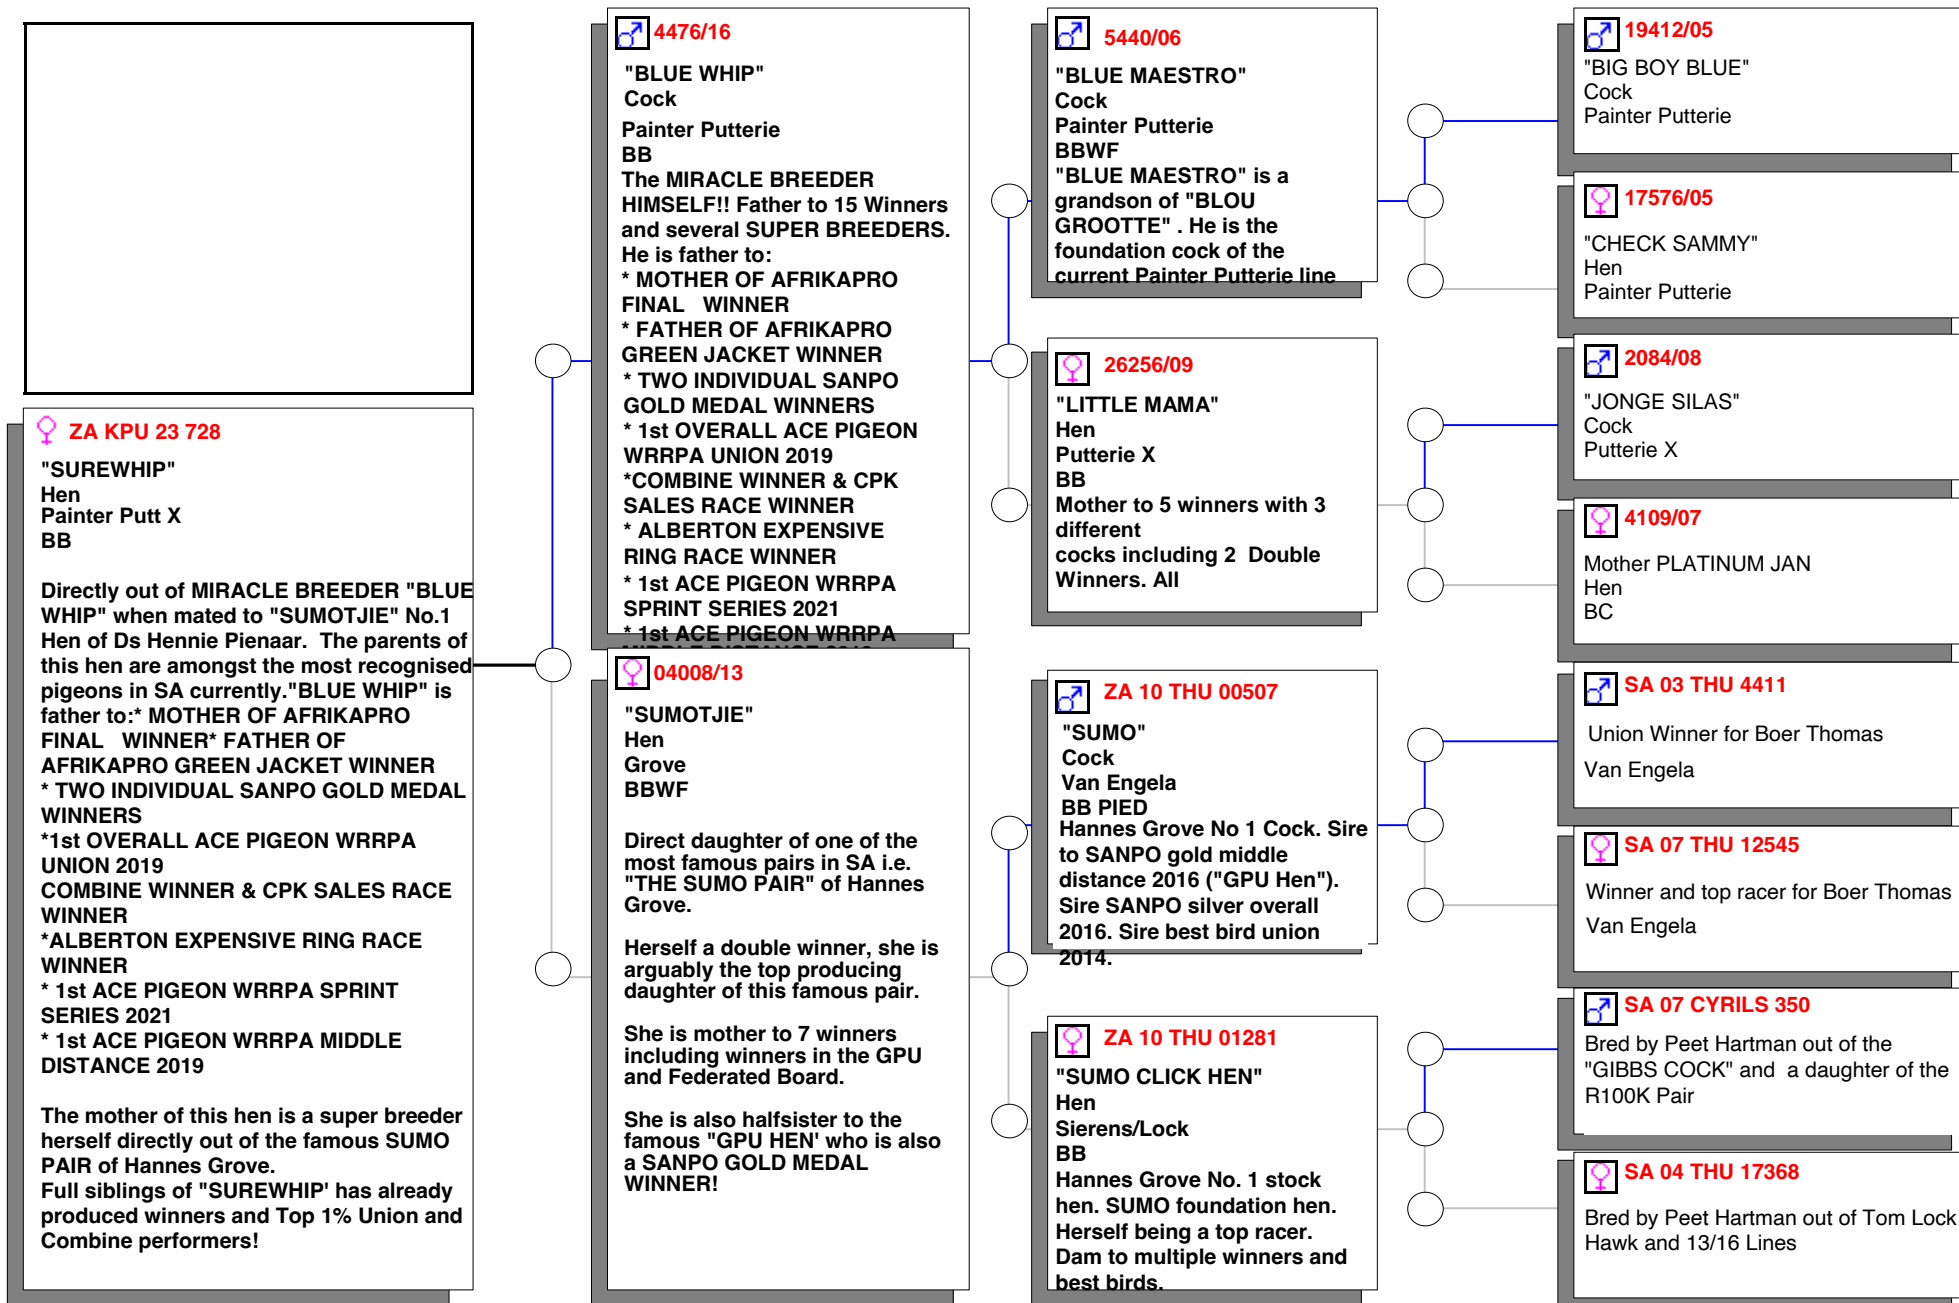 ZA KPU 23 728
"SUREWHIP"
Hen
Painter Putt X
BB
Directly out of MIRACLE BREEDER "BLUE
WHIP" when mated to "SUMOTJIE" No.1
Hen of Ds Hennie Pienaar.  The parents of
this hen are amongst the most recognised
pigeons in SA currently."BLUE WHIP" is
father to:* MOTHER OF AFRIKAPRO
FINAL   WINNER* FATHER OF
AFRIKAPRO GREEN JACKET WINNER
* TWO INDIVIDUAL SANPO GOLD MEDAL
WINNERS
*1st OVERALL ACE PIGEON WRRPA
UNION 2019
COMBINE WINNER & CPK SALES RACE
WINNER
*ALBERTON EXPENSIVE RING RACE
WINNER
* 1st ACE PIGEON WRRPA SPRINT
SERIES 2021
* 1st ACE PIGEON WRRPA MIDDLE
DISTANCE 2019
The mother of this hen is a super breeder
herself directly out of the famous SUMO
PAIR of Hannes Grove.
Full siblings of "SUREWHIP' has already
produced winners and Top 1% Union and
Combine performers!
4476/16
"BLUE WHIP"
Cock
Painter Putterie
BB
The MIRACLE BREEDER
HIMSELF!! Father to 15 Winners
and several SUPER BREEDERS.
He is father to:
* MOTHER OF AFRIKAPRO
FINAL   WINNER
* FATHER OF AFRIKAPRO
GREEN JACKET WINNER
* TWO INDIVIDUAL SANPO
GOLD MEDAL WINNERS
* 1st OVERALL ACE PIGEON
WRRPA UNION 2019
*COMBINE WINNER & CPK
SALES RACE WINNER
* ALBERTON EXPENSIVE
RING RACE WINNER
* 1st ACE PIGEON WRRPA
SPRINT SERIES 2021
* 1st ACE PIGEON WRRPA
MIDDLE DISTANCE 2019
04008/13
"SUMOTJIE"
Hen
Grove
BBWF
Direct daughter of one of the
most famous pairs in SA i.e.
"THE SUMO PAIR" of Hannes
Grove.
Herself a double winner, she is
arguably the top producing
daughter of this famous pair.
She is mother to 7 winners
including winners in the GPU
and Federated Board.
She is also halfsister to the
famous "GPU HEN' who is also
a SANPO GOLD MEDAL
WINNER!
5440/06
"BLUE MAESTRO"
Cock
Painter Putterie
BBWF
"BLUE MAESTRO" is a
grandson of "BLOU
GROOTTE" . He is the
foundation cock of the
current Painter Putterie line
26256/09
"LITTLE MAMA"
Hen
Putterie X
BB
Mother to 5 winners with 3
different
cocks including 2  Double
Winners. All
ZA 10 THU 00507
"SUMO"
Cock
Van Engela
BB PIED
Hannes Grove No 1 Cock. Sire
to SANPO gold middle
distance 2016 ("GPU Hen").
Sire SANPO silver overall
2016. Sire best bird union
2014.
ZA 10 THU 01281
"SUMO CLICK HEN"
Hen
Sierens/Lock
BB
Hannes Grove No. 1 stock
hen. SUMO foundation hen.
Herself being a top racer.
Dam to multiple winners and
best birds.
19412/05
"BIG BOY BLUE"
Cock
Painter Putterie
17576/05
"CHECK SAMMY"
Hen
Painter Putterie
2084/08
"JONGE SILAS"
Cock
Putterie X
4109/07
Mother PLATINUM JAN
Hen
BC
SA 03 THU 4411
Union Winner for Boer Thomas
Van Engela
SA 07 THU 12545
Winner and top racer for Boer Thomas
Van Engela
SA 07 CYRILS 350
Bred by Peet Hartman out of the
"GIBBS COCK" and  a daughter of the
R100K Pair
SA 04 THU 17368
Bred by Peet Hartman out of Tom Lock
Hawk and 13/16 Lines